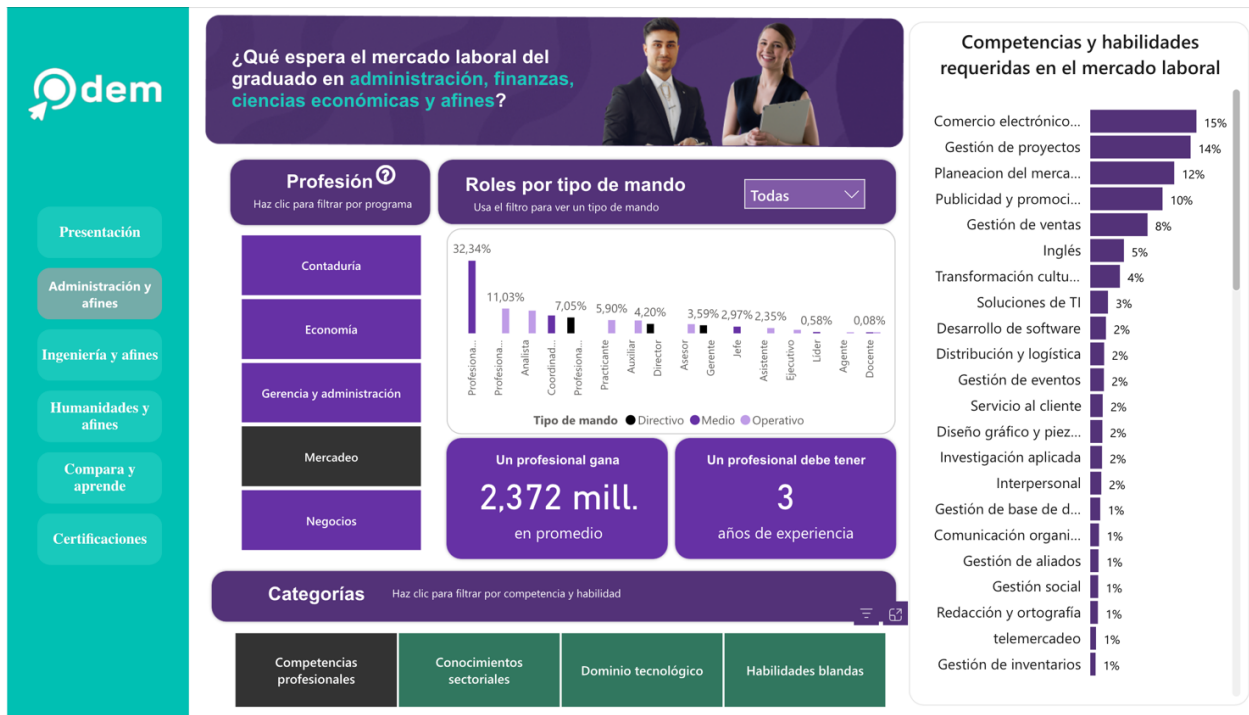 dem
Presentación
Administración y
afines
Ingeniería y afines
Humanidades y
afines
Compara y
aprende
Certificaciones
¿Qué espera el mercado laboral del
graduado en administración, finanzas,
ciencias económicas y afines?
Profesión ?
Haz clic para filtrar por programa
Contaduría
Economía
Gerencia y administración
Mercadeo
Negocios
Roles por tipo de mando
Usa el filtro para ver un tipo de mando
Todas
32,34%
11,03%
7,05%
5,90%
4,20%
3,59%
2,97%
2,35%
0,58%
0,08%
Profesiona...
Profesiona...
Analista
Coordinad...
Profesiona...
Practicante
Auxiliar
Director
Asesor
Gerente
Jefe
Asistente
Ejecutivo
Líder
Agente
Docente
Tipo de mando Directivo Medio Operativo
Un profesional gana
2,372 mill.
en promedio
Un profesional debe tener
3
años de experiencia
Categorías
Haz clic para filtrar por competencia y habilidad
Competencias
profesionales
Conocimientos
sectoriales
Dominio tecnológico
Habilidades blandas
Competencias y habilidades
requeridas en el mercado laboral
Comercio electrónico... 15%
Gestión de proyectos 14%
Planeacion del merca... 12%
Publicidad y promoci... 10%
Gestión de ventas 8%
Inglés 5%
Transformación cultu... 4%
Soluciones de TI 3%
Desarrollo de software 2%
Distribución y logística 2%
Gestión de eventos 2%
Servicio al cliente 2%
Diseño gráfico y piez... 2%
Investigación aplicada 2%
Interpersonal 2%
Gestión de base de d... 1%
Comunicación organi... 1%
Gestión de aliados 1%
Gestión social 1%
Redacción y ortografía 1%
telemercadeo 1%
Gestión de inventarios 1%